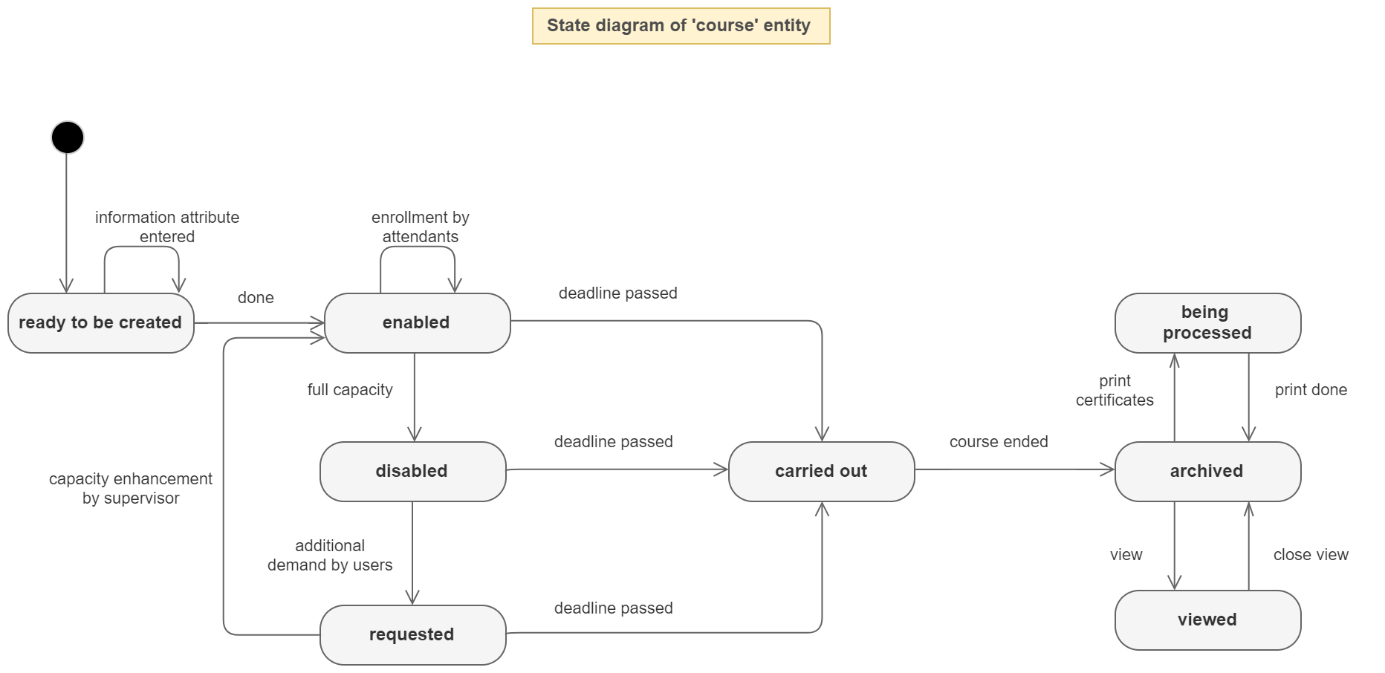 State diagram of 'course' entity
information attribute
entered
enrollment by
attendants
done
deadline passed
ready to be created
enabled
being
processed
full capacity
print
certificates
print done
deadline passed
course ended
disabled
carried out
archived
capacity enhancement
by supervisor
additional
demand by users
view
close view
deadline passed
requested
viewed